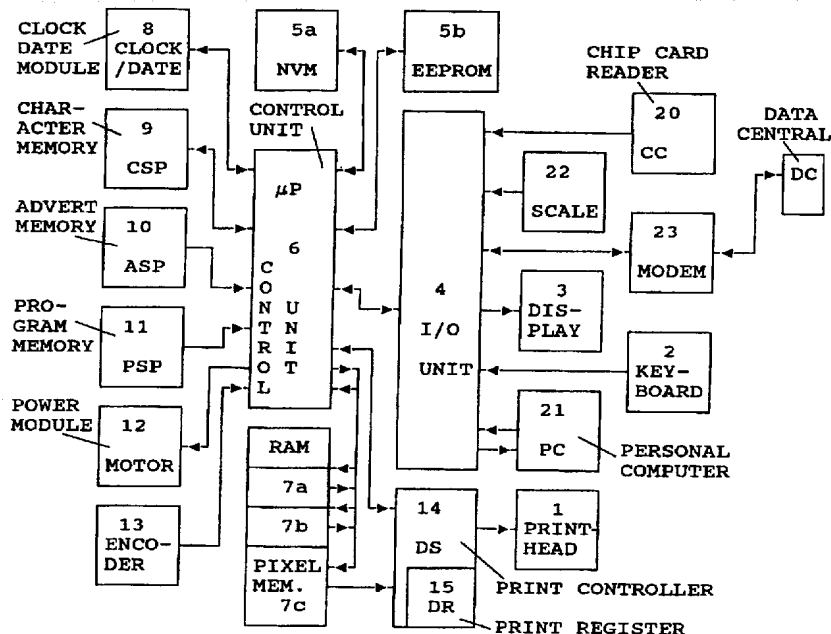 CLOCK
DATE
MODULE
8
CLOCK
/DATE
5a
NVM
5b
EEPROM
CHIP CARD
READER
20
CC
DATA
CENTRAL
DC
CHAR-
ACTER
MEMORY
9
CSP
CONTROL
UNIT
μP
6
CONTROL
UNIT
ADVERT
MEMORY
10
ASP
PRO-
GRAM
MEMORY
11
PSP
POWER
MODULE
12
MOTOR
13
ENCO-
DER
RAM
7a
7b
PIXEL
MEM.
7c
4
I/O
UNIT
22
SCALE
23
MODEM
3
DIS-
PLAY
2
KEY-
BOARD
21
PC
PERSONAL
COMPUTER
14
DS
15
DR
1
PRINT-
HEAD
PRINT CONTROLLER
PRINT REGISTER